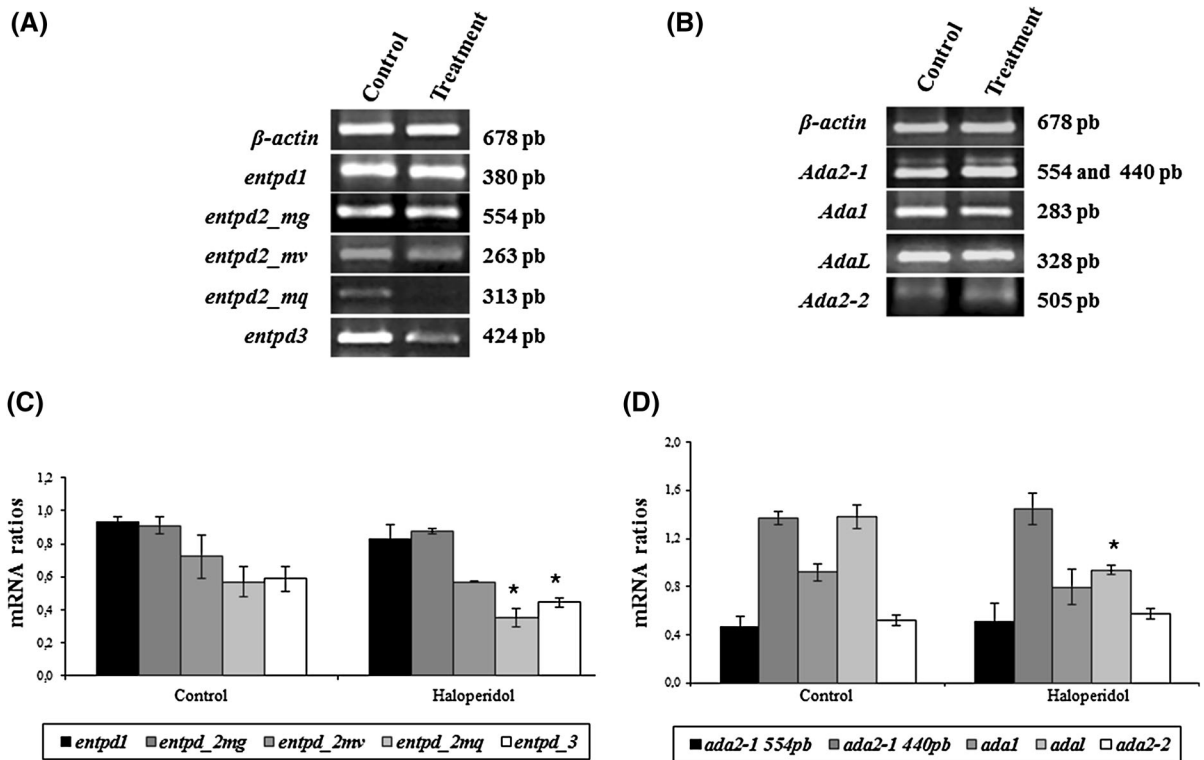 (A)
Control
Treatment
β-actin 678 pb
entpd1 380 pb
entpd2_mg 554 pb
entpd2_mv 263 pb
entpd2_mq 313 pb
entpd3 424 pb
(B)
Control
Treatment
β-actin 678 pb
Ada2-1 554 and 440 pb
Ada1 283 pb
AdaL 328 pb
Ada2-2 505 pb
(C)
mRNA ratios
1,2
1,0
0,8
0,6
0,4
0,2
0,0
* *
Control Haloperidol
entpd1 entpd_2mg entpd_2mv entpd_2mq entpd_3
(D)
mRNA ratios
2,0
1,6
1,2
0,8
0,4
0,0
*
Control Haloperidol
ada2-1 554pb ada2-1 440pb ada1 adal ada2-2